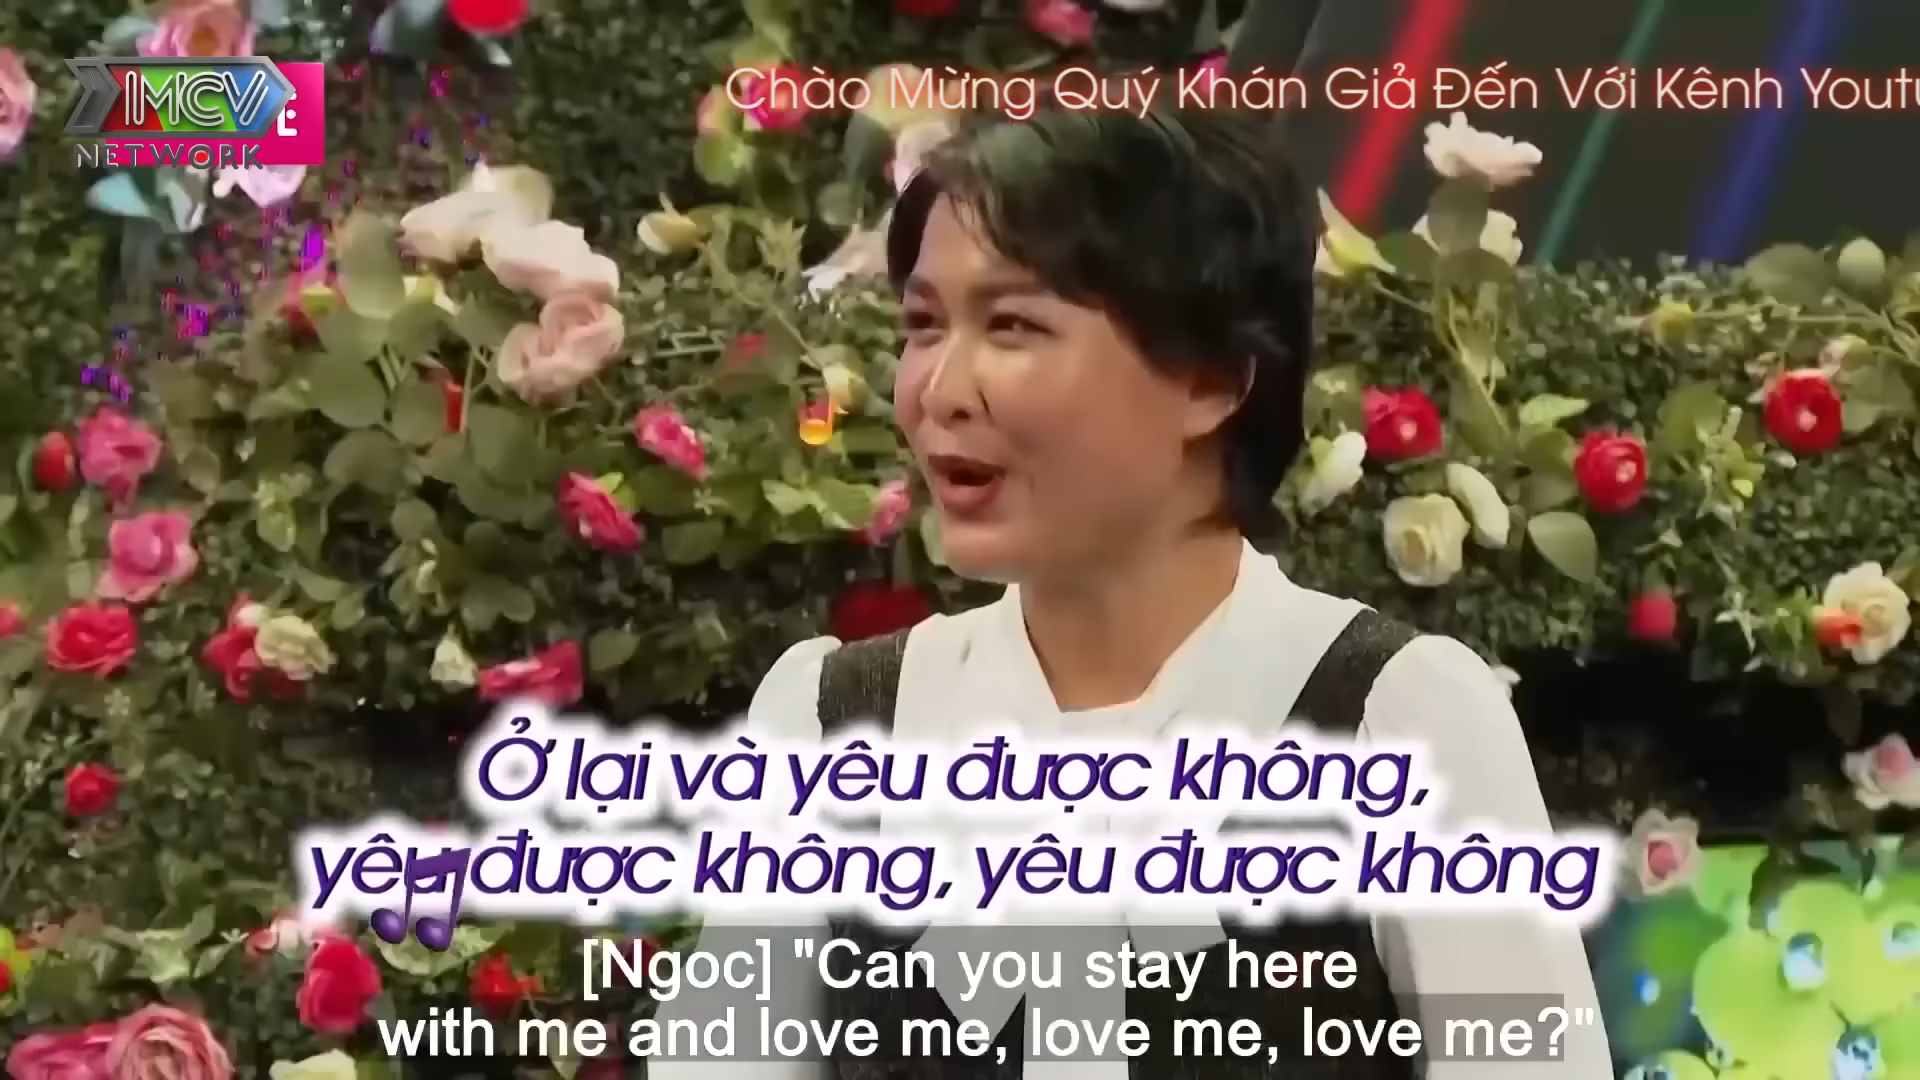 MCV
E
NETWORK
Chào Mừng Quý Khán Giả Đến Với Kênh Youtu
Ở lại và yêu được không,
yêu được không, yêu được không
[Ngoc] "Can you stay here
with me and love me, love me, love me?"